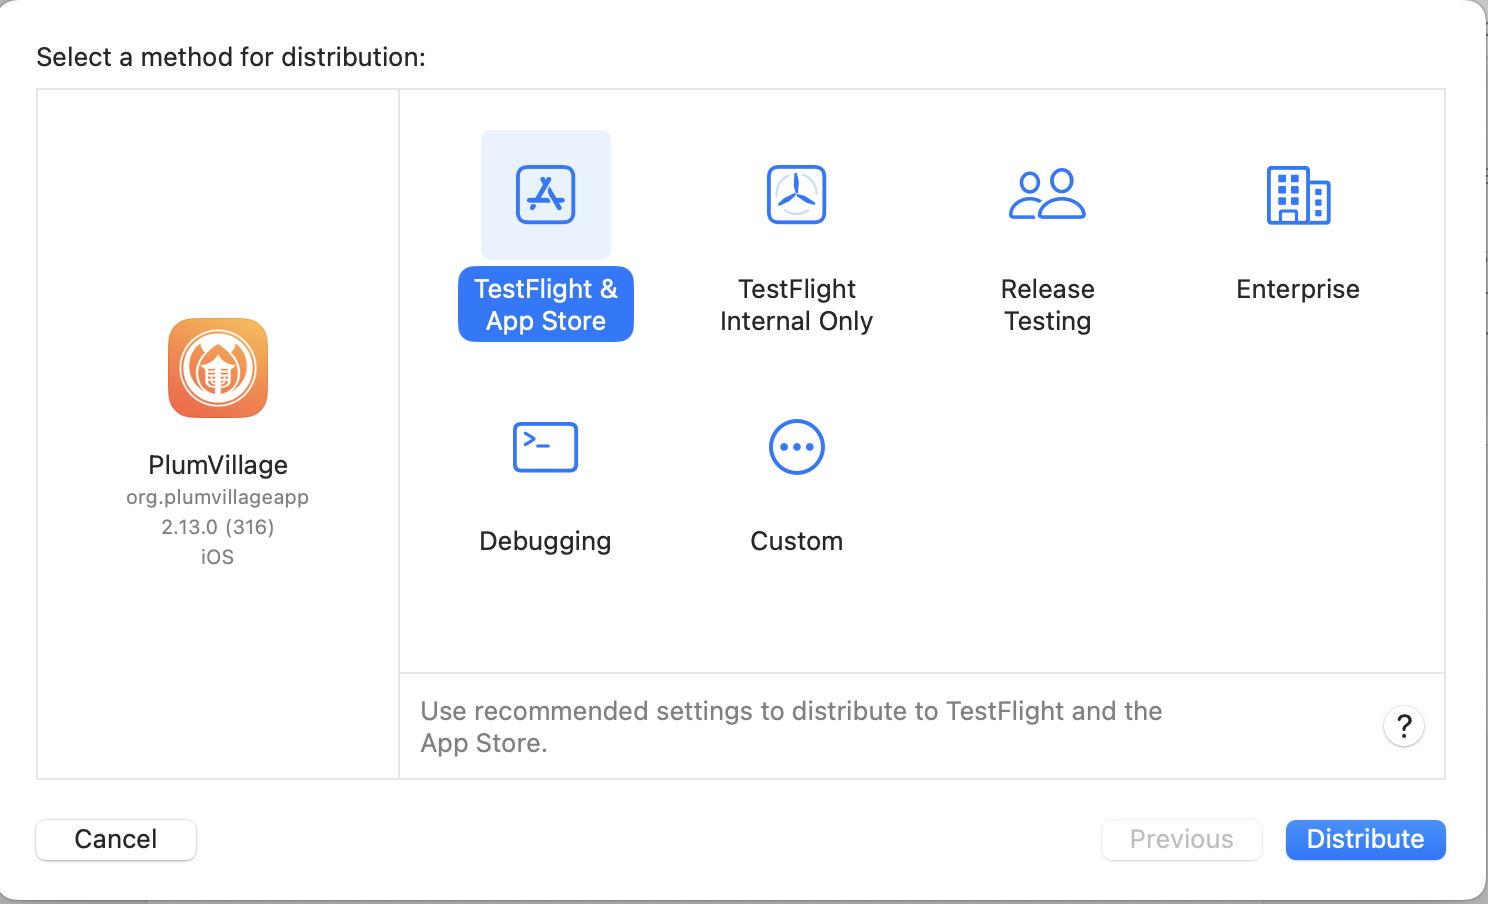 Select a method for distribution:
TestFlight &
App Store
TestFlight
Internal Only
Release
Testing
Enterprise
PlumVillage
org.plumvillageapp
2.13.0 (316)
iOS
>_
Debugging
Custom
Use recommended settings to distribute to TestFlight and the
App Store.
?
Cancel
Previous
Distribute